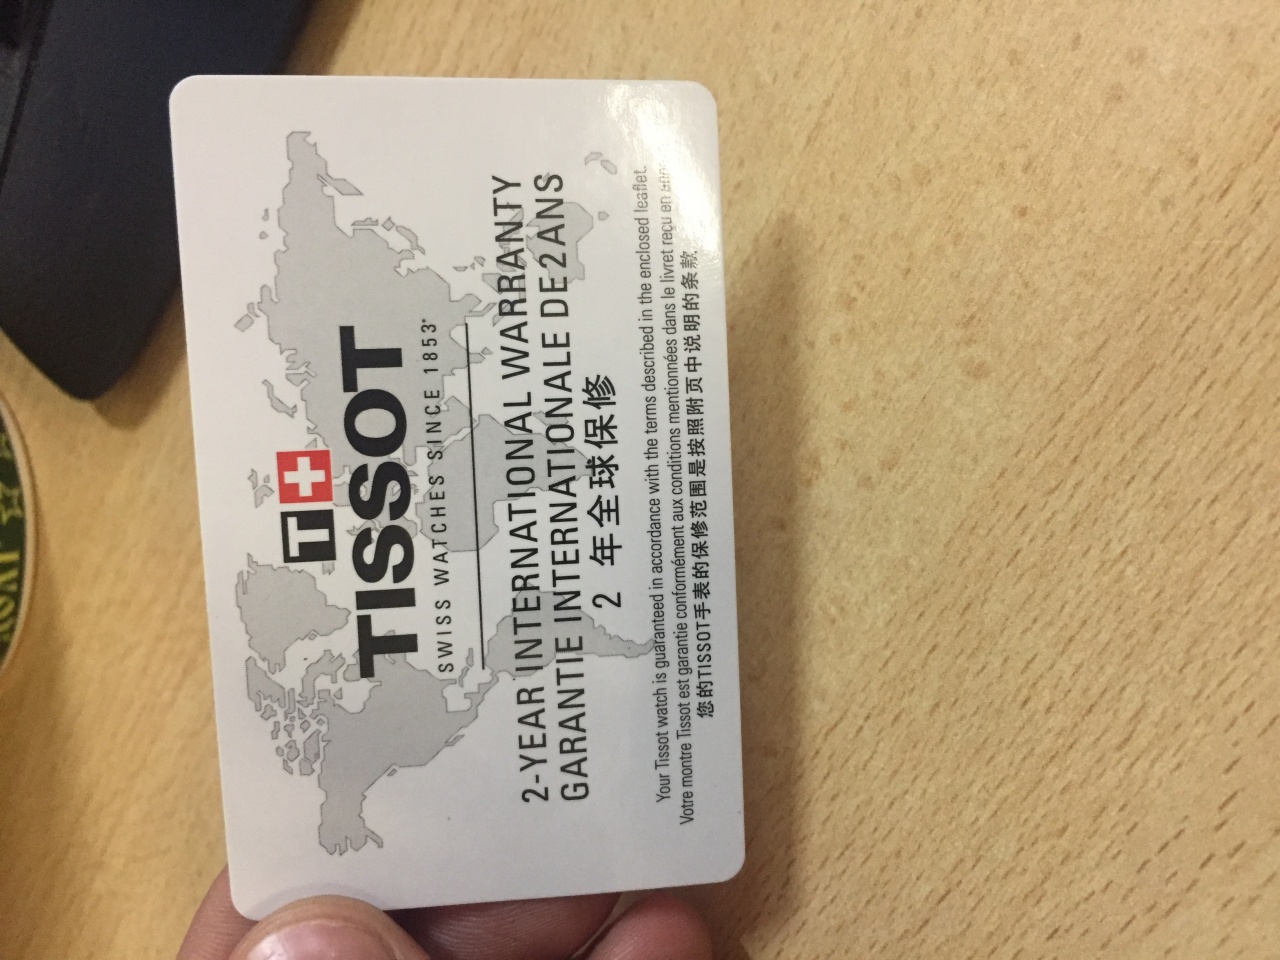 T+
TISSOT
SWISS WATCHES SINCE 1853
2-YEAR INTERNATIONAL WARRANTY
GARANTIE INTERNATIONALE DE 2 ANS
2 年全球保修
Your Tissot watch is guaranteed in accordance with the terms described in the enclosed leaflet.
Votre montre Tissot est garantie conformément aux conditions mentionnées dans le livret reçu en
您的TISSOT手表的保修范围是按照附页中说明的条款